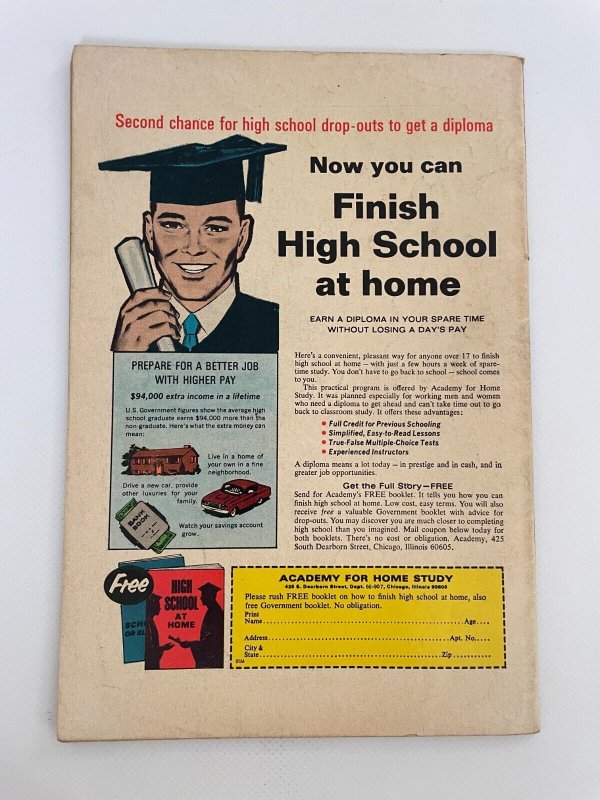 Second chance for high school drop-outs to get a diploma
Now you can
Finish
High School
at home
EARN A DIPLOMA IN YOUR SPARE TIME
WITHOUT LOSING A DAY'S PAY
PREPARE FOR A BETTER JOB
WITH HIGHER PAY
$94,000 extra income in a lifetime
U.S. Government figures show the average high
school graduate earns $94,000 more than the
non-graduate. Here's what the extra money can
mean:
Live in a home of
your own in a fine
neighborhood.
Drive a new car, provide
other luxuries for your
family.
BANK
BOOK
Watch your savings account
grow.
Here's a convenient, pleasant way for anyone over 17 to finish
high school at home — with just a few hours a week of spare-
time study. You don't have to go back to school — school comes
to you.
This practical program is offered by Academy for Home
Study. It was planned especially for working men and women
who need a diploma to get ahead and can't take time out to go
back to classroom study. It offers these advantages:
● Full Credit for Previous Schooling
● Simplified, Easy-to-Read Lessons
● True-False Multiple-Choice Tests
● Experienced Instructors
A diploma means a lot today — in prestige and in cash, and in
greater job opportunities.
Get the Full Story—FREE
Send for Academy's FREE booklet. It tells you how you can
finish high school at home. Low cost, easy terms. You will also
receive free a valuable Government booklet with advice for
drop-outs. You may discover you are much closer to completing
high school than you imagined. Mail coupon below today for
both booklets. There's no cost or obligation. Academy, 425
South Dearborn Street, Chicago, Illinois 60605.
Free
SCHO
OR EL
HIGH
SCHOOL
AT
HOME
ACADEMY FOR HOME STUDY
425 S. Dearborn Street, Dept. Chicago, Illinois 60605
Please rush FREE booklet on how to finish high school at home, also
free Government booklet. No obligation.
Print
Name Age
Address Apt. No.
City &
State Zip